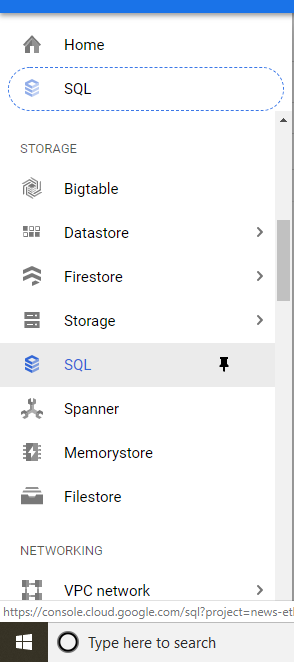 Home
SQL
STORAGE
Bigtable
Datastore
Firestore
Storage
SQL
Spanner
Memorystore
Filestore
NETWORKING
VPC network
https://console.cloud.google.com/sql?project=news-etl
Type here to search